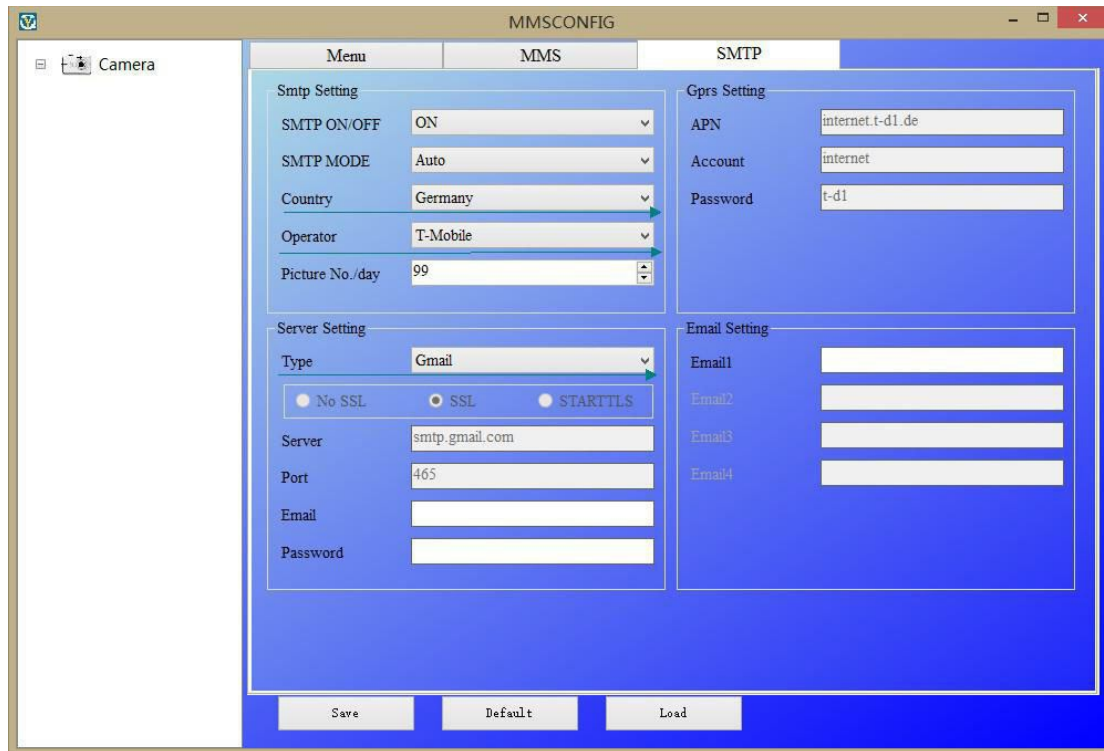 MMSCONFIG
Camera
Menu
MMS
SMTP
Smtp Setting
SMTP ON/OFF
ON
SMTP MODE
Auto
Country
Germany
Operator
T-Mobile
Picture No./day
99
Gprs Setting
APN
internet.t-d1.de
Account
internet
Password
t-d1
Server Setting
Type
Gmail
No SSL
SSL
STARTTLS
Server
smtp.gmail.com
Port
465
Email
Password
Email Setting
Email1
Email2
Email3
Email4
Save
Default
Load